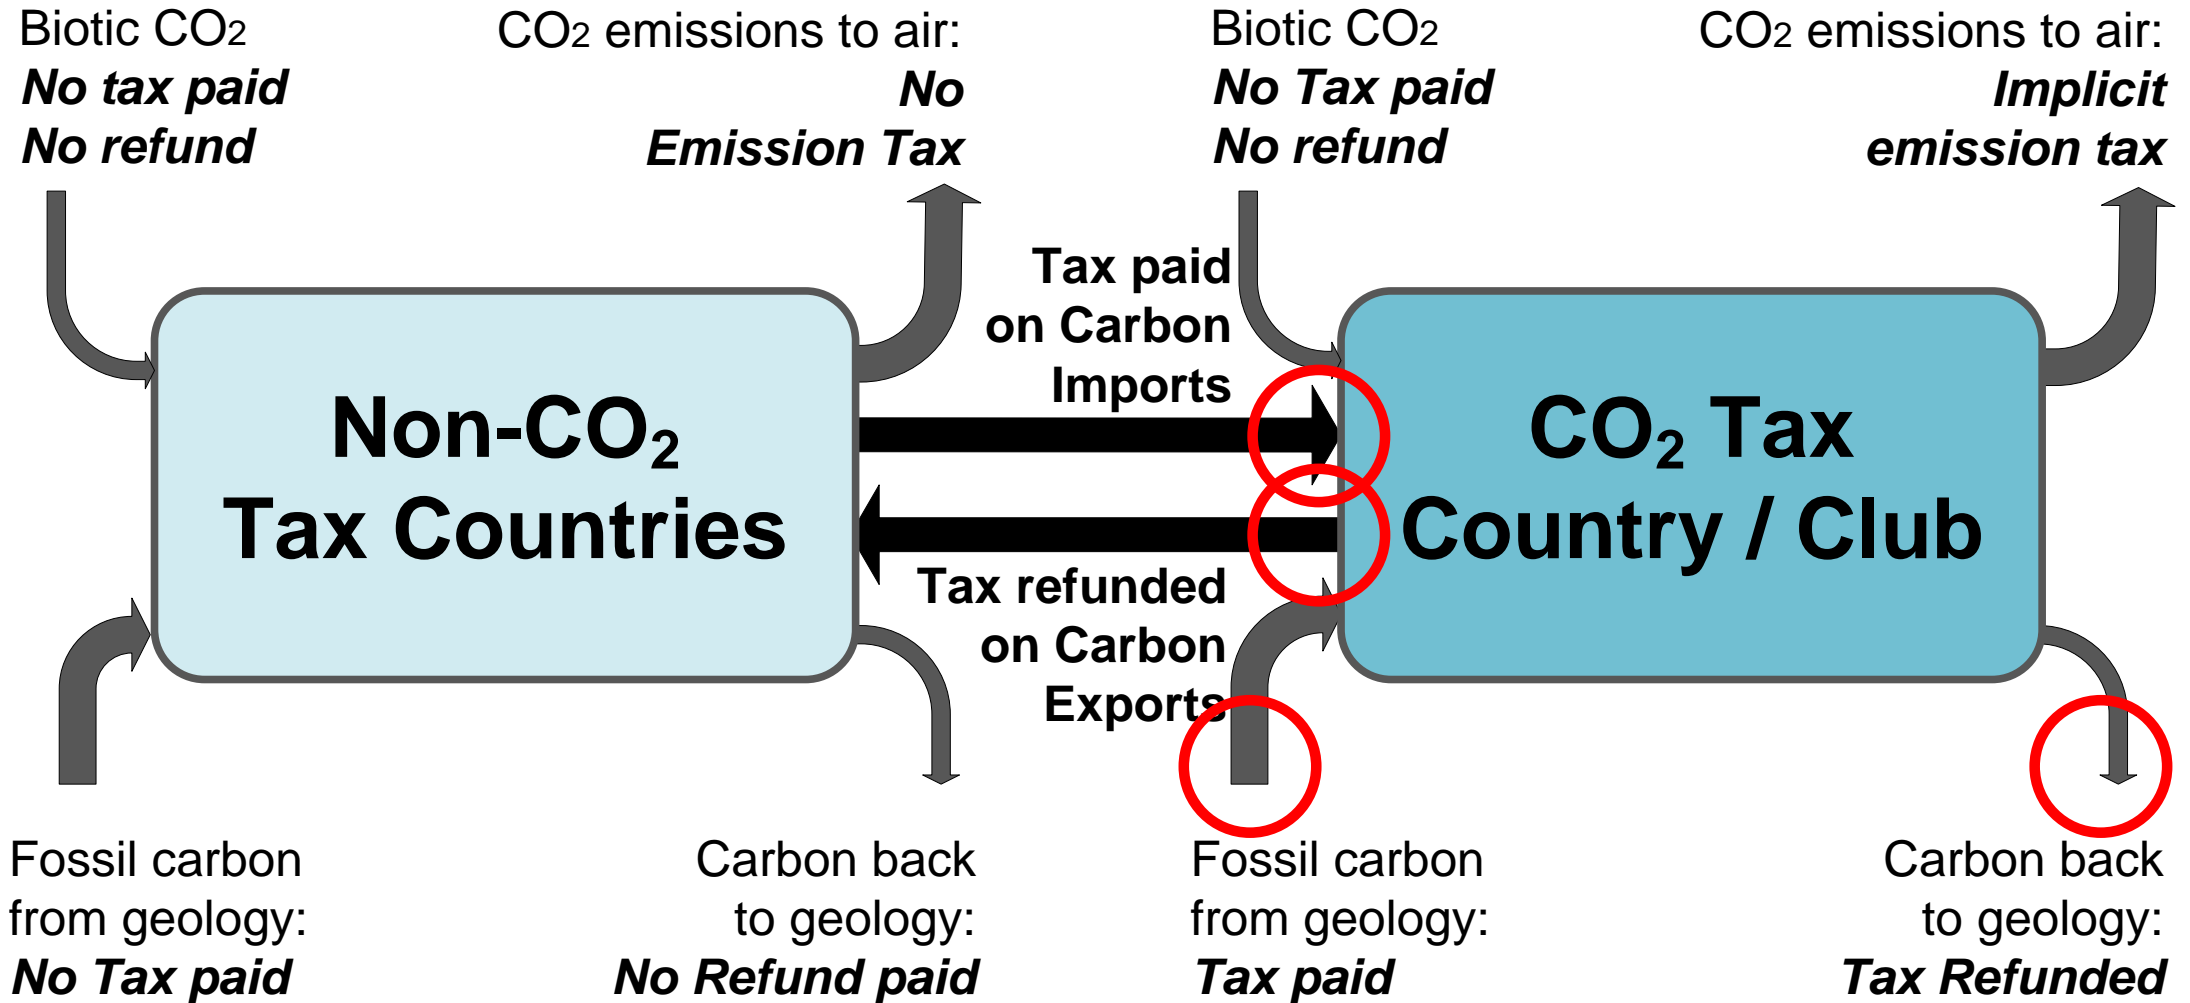 Biotic CO2
No tax paid
No refund
CO2 emissions to air:
No
Emission Tax
Biotic CO2
No Tax paid
No refund
CO2 emissions to air:
Implicit
emission tax
Tax paid
on Carbon
Imports
Non-CO₂
Tax Countries
CO₂ Tax
Country / Club
Tax refunded
on Carbon
Exports
Fossil carbon
from geology:
No Tax paid
Carbon back
to geology:
No Refund paid
Fossil carbon
from geology:
Tax paid
Carbon back
to geology:
Tax Refunded